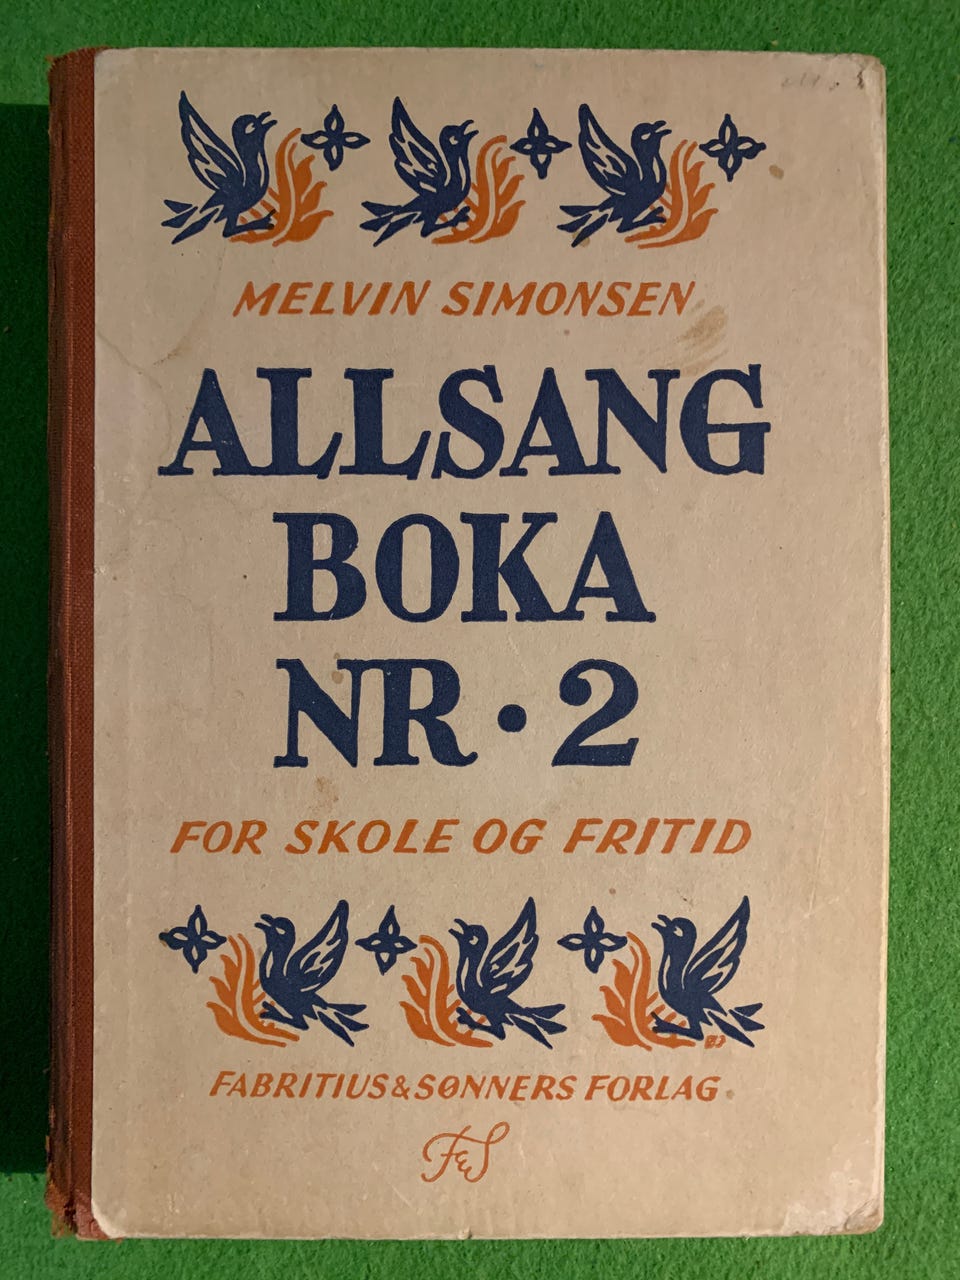 MELVIN SIMONSEN
ALLSANG
BOKA
NR • 2
FOR SKOLE OG FRITID
FABRITIUS & SØNNERS FORLAG
F&S